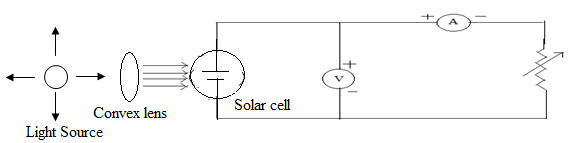 + A −
+
V
−
Solar cell
Convex lens
Light Source